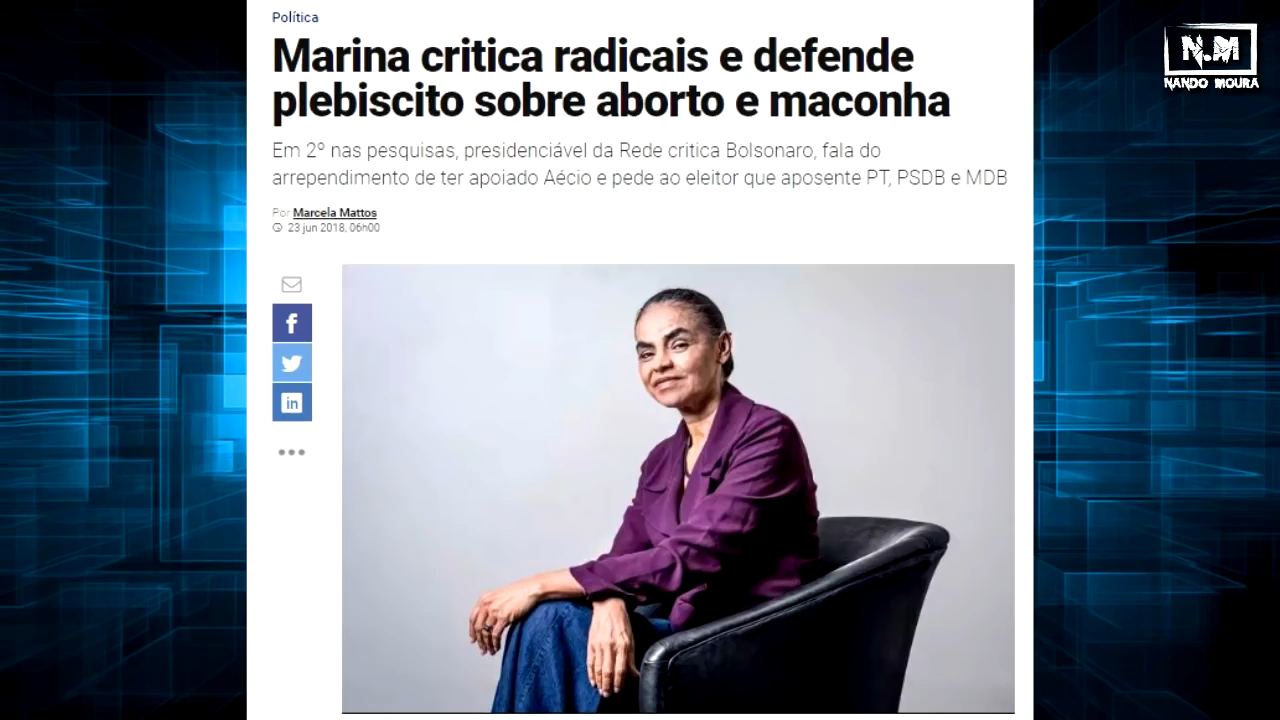 Política
Marina critica radicais e defende
plebiscito sobre aborto e maconha
Em 2º nas pesquisas, presidenciável da Rede critica Bolsonaro, fala do
arrependimento de ter apoiado Aécio e pede ao eleitor que aposente PT, PSDB e MDB
Por Marcela Mattos
23 jun 2018, 06h00
N.M
NANDO MOURA